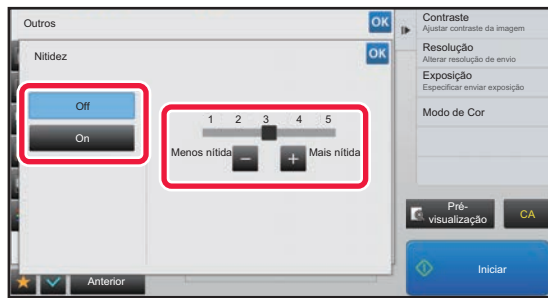 Outros
OK
Nitidez
OK
Off
On
1 2 3 4 5
Menos nítida
Mais nítida
Anterior
Contraste
Ajustar contraste da imagem
Resolução
Alterar resolução de envio
Exposição
Especificar enviar exposição
Modo de Cor
Pré-
visualização
CA
Iniciar